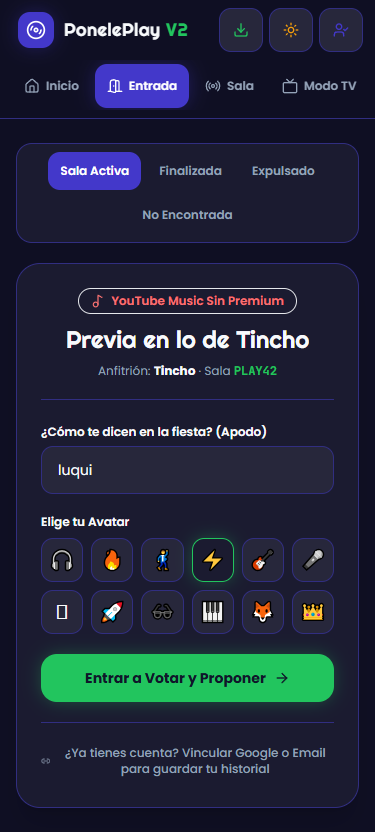 PonelePlay V2
Inicio
Entrada
Sala
Modo TV
Sala Activa
Finalizada
Expulsado
No Encontrada
YouTube Music Sin Premium
Previa en lo de Tincho
Anfitrión: Tincho · Sala PLAY42
¿Cómo te dicen en la fiesta? (Apodo)
luqui
Elige tu Avatar
Entrar a Votar y Proponer →
¿Ya tienes cuenta? Vincular Google o Email
para guardar tu historial